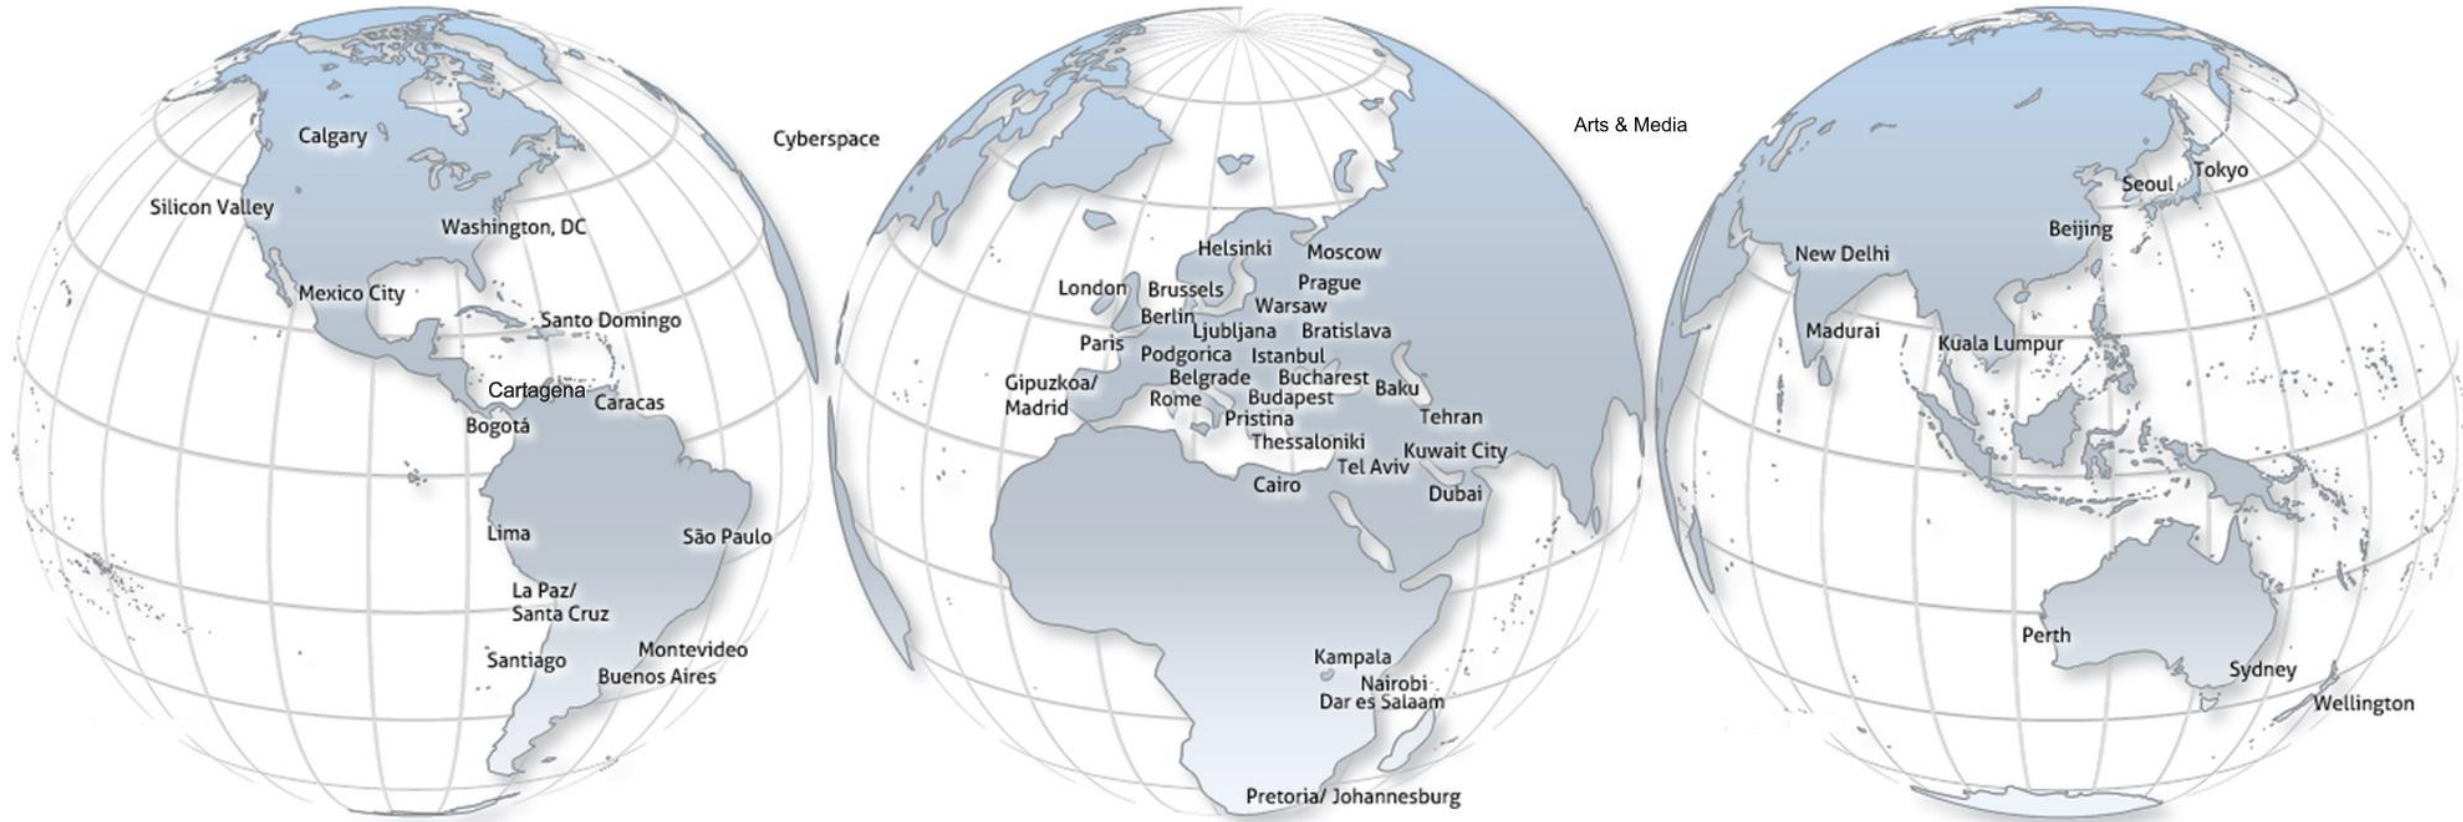 Calgary
Silicon Valley
Washington, DC
Mexico City
Santo Domingo
Cartagena
Caracas
Bogotá
Lima
São Paulo
La Paz/
Santa Cruz
Montevideo
Santiago
Buenos Aires
Cyberspace
Helsinki
Moscow
Prague
London
Brussels
Warsaw
Berlin
Ljubljana
Bratislava
Paris
Podgorica
Istanbul
Belgrade
Bucharest
Gipuzkoa/
Madrid
Baku
Rome
Budapest
Pristina
Tehran
Thessaloniki
Kuwait City
Tel Aviv
Cairo
Dubai
Kampala
Nairobi
Dar es Salaam
Pretoria/ Johannesburg
Arts & Media
Tokyo
Seoul
Beijing
New Delhi
Madurai
Kuala Lumpur
Perth
Sydney
Wellington